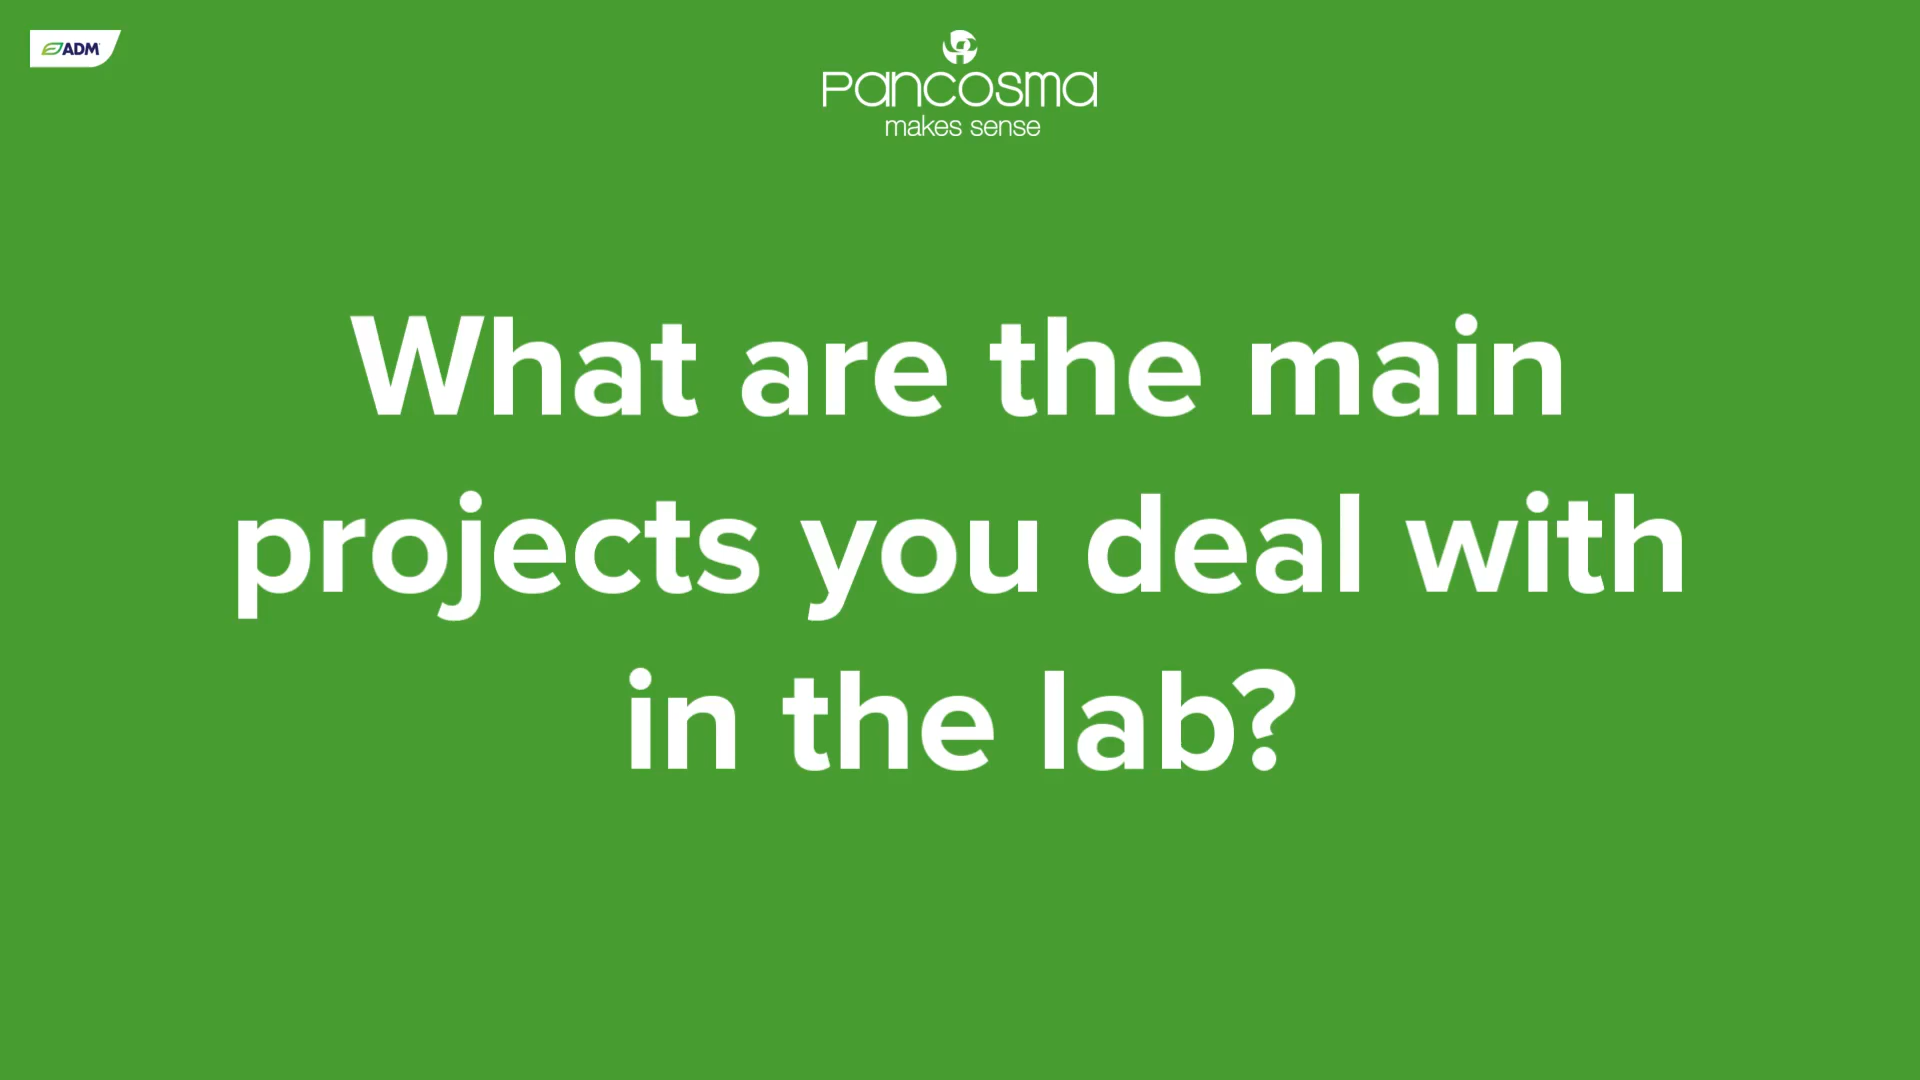 ADM
pancosma
makes sense
What are the main
projects you deal with
in the lab?